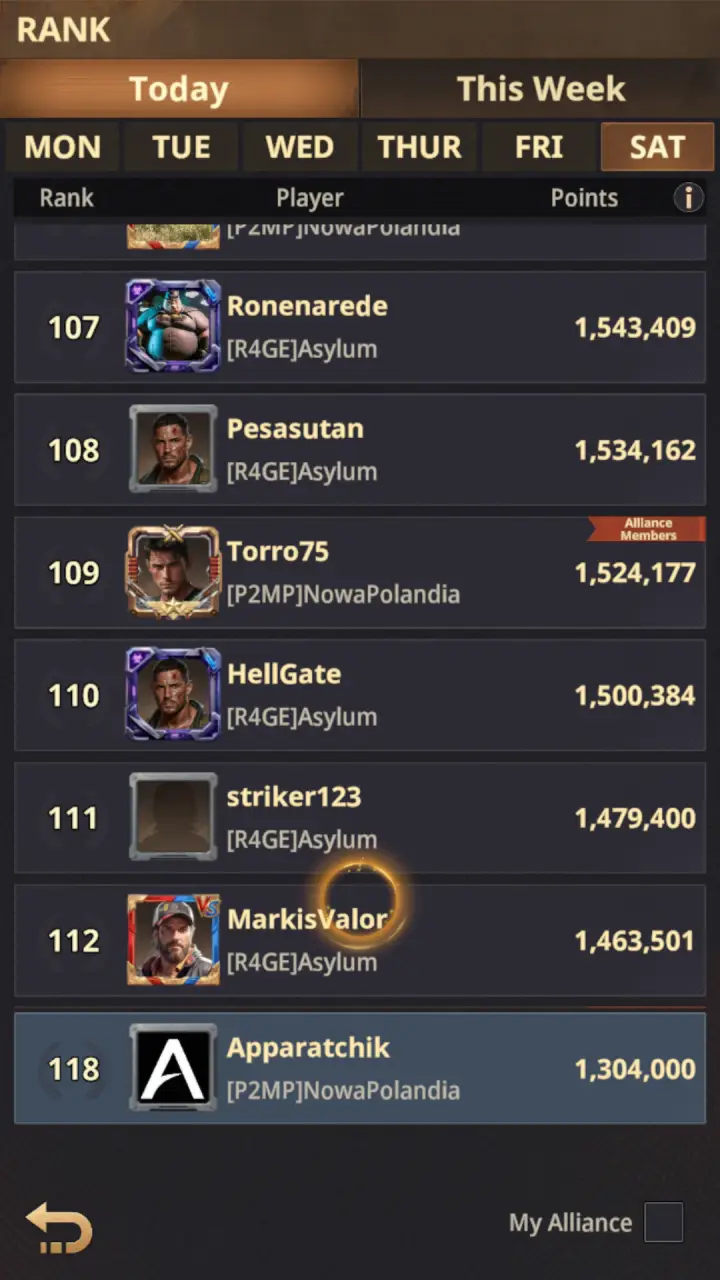 RANK
Today
This Week
MON TUE WED THUR FRI SAT
Rank Player Points
[P2MP]NowaPolandia
107 Ronenarede 1,543,409
[R4GE]Asylum
108 Pesasutan 1,534,162
[R4GE]Asylum
Alliance Members
109 Torro75 1,524,177
[P2MP]NowaPolandia
110 HellGate 1,500,384
[R4GE]Asylum
111 striker123 1,479,400
[R4GE]Asylum
VS
112 MarkisValor 1,463,501
[R4GE]Asylum
118 Apparatchik 1,304,000
[P2MP]NowaPolandia
My Alliance